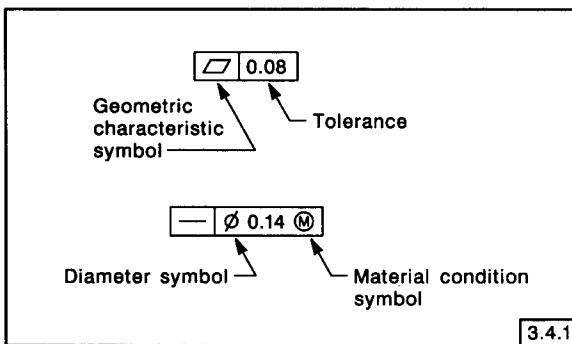 ▱ 0.08
Geometric
characteristic
symbol
Tolerance
— ⌀ 0.14 Ⓜ
Diameter symbol
Material condition
symbol
3.4.1